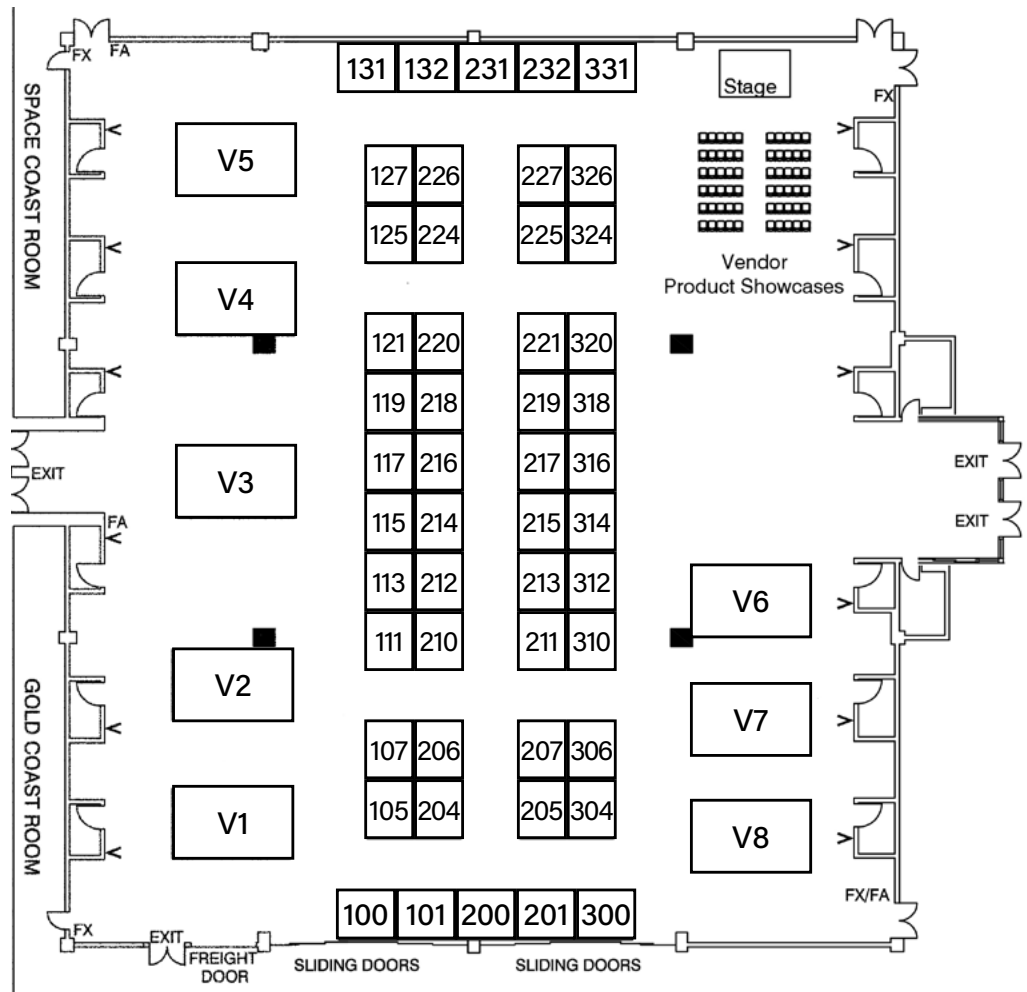 FX
FA
131 132 231 232 331
Stage
FX
SPACE COAST ROOM
V5
127 226
227 326
125 224
225 324
Vendor
Product Showcases
V4
121 220
221 320
119 218
219 318
117 216
217 316
EXIT
V3
EXIT
115 214
215 314
FA
EXIT
113 212
213 312
V6
111 210
211 310
GOLD COAST ROOM
V2
V7
107 206
207 306
105 204
205 304
V1
V8
100 101 200 201 300
FX/FA
FX
EXIT
FREIGHT
DOOR
SLIDING DOORS
SLIDING DOORS